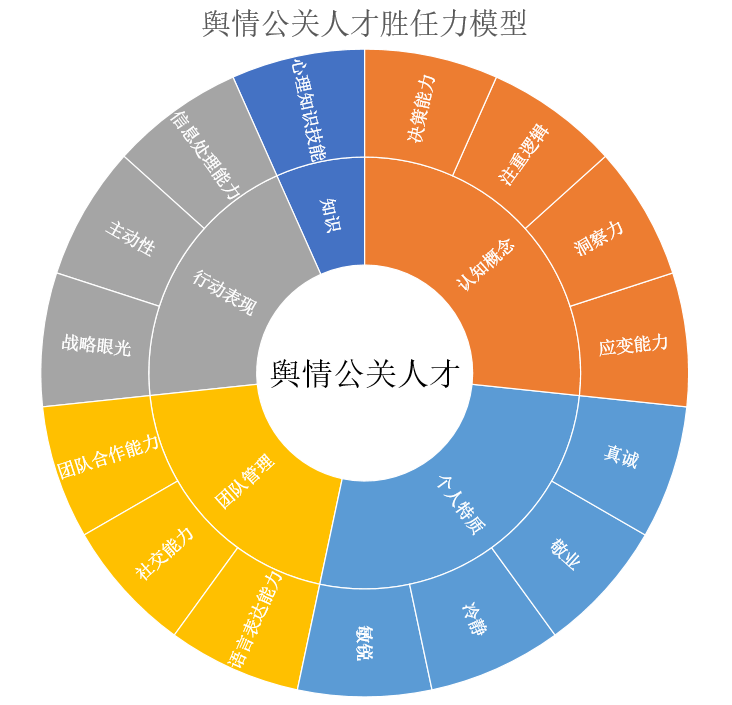 舆情公关人才胜任力模型
舆情公关人才
认知概念
决策能力
注重逻辑
洞察力
应变能力
个人特质
真诚
敬业
冷静
敏锐
团队管理
语言表达能力
社交能力
团队合作能力
行动表现
战略眼光
主动性
信息处理能力
知识
心理知识技能